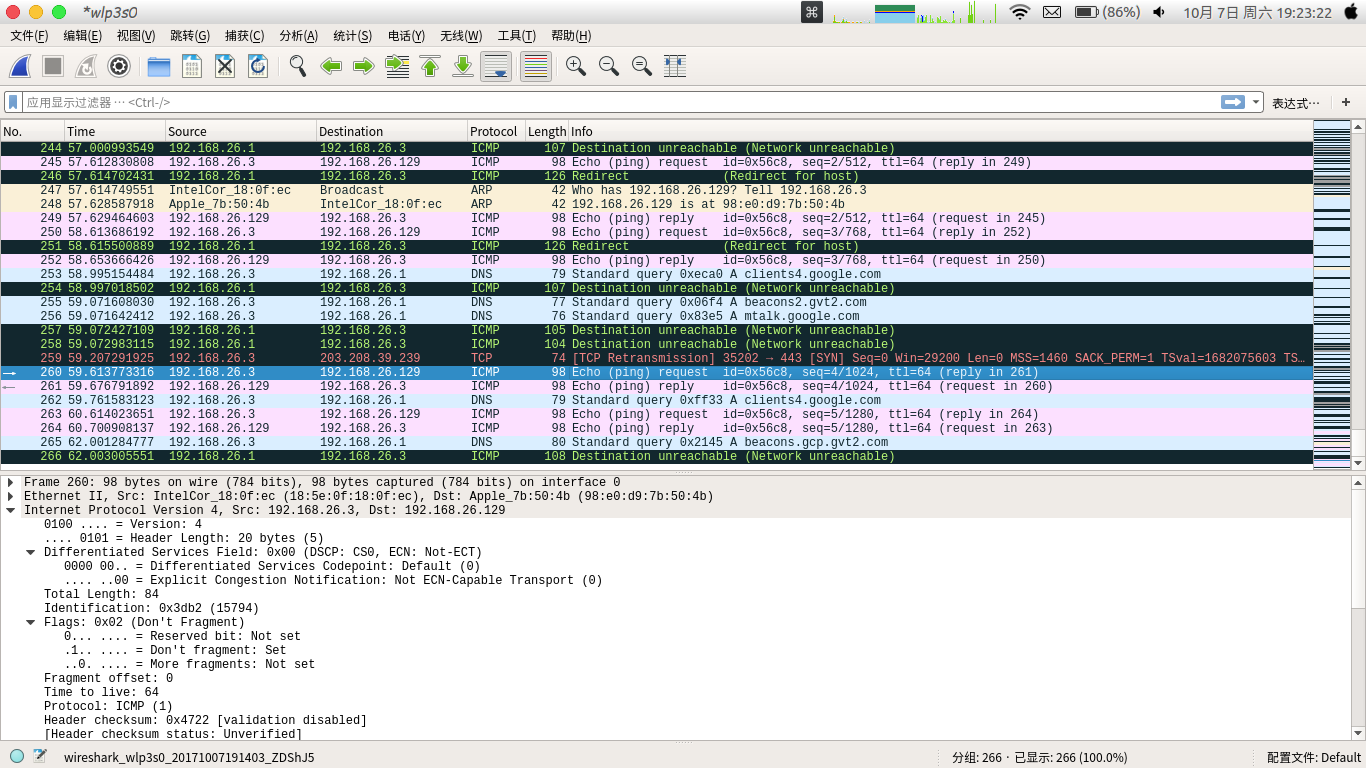 *wlp3s0
⌘ (86%) 10月 7日 周六 19:23:22
文件(F) 编辑(E) 视图(V) 跳转(G) 捕获(C) 分析(A) 统计(S) 电话(Y) 无线(W) 工具(T) 帮助(H)
应用显示过滤器 … <Ctrl-/> 表达式… +
No. Time Source Destination Protocol Length Info
244 57.000993549 192.168.26.1 192.168.26.3 ICMP 107 Destination unreachable (Network unreachable)
245 57.612830808 192.168.26.3 192.168.26.129 ICMP 98 Echo (ping) request id=0x56c8, seq=2/512, ttl=64 (reply in 249)
246 57.614702431 192.168.26.1 192.168.26.3 ICMP 126 Redirect (Redirect for host)
247 57.614749551 IntelCor_18:0f:ec Broadcast ARP 42 Who has 192.168.26.129? Tell 192.168.26.3
248 57.628587918 Apple_7b:50:4b IntelCor_18:0f:ec ARP 42 192.168.26.129 is at 98:e0:d9:7b:50:4b
249 57.629464603 192.168.26.129 192.168.26.3 ICMP 98 Echo (ping) reply id=0x56c8, seq=2/512, ttl=64 (request in 245)
250 58.613686192 192.168.26.3 192.168.26.129 ICMP 98 Echo (ping) request id=0x56c8, seq=3/768, ttl=64 (reply in 252)
251 58.615500889 192.168.26.1 192.168.26.3 ICMP 126 Redirect (Redirect for host)
252 58.653666426 192.168.26.129 192.168.26.3 ICMP 98 Echo (ping) reply id=0x56c8, seq=3/768, ttl=64 (request in 250)
253 58.995154484 192.168.26.3 192.168.26.1 DNS 79 Standard query 0xeca0 A clients4.google.com
254 58.997018502 192.168.26.1 192.168.26.3 ICMP 107 Destination unreachable (Network unreachable)
255 59.071608030 192.168.26.3 192.168.26.1 DNS 77 Standard query 0x06f4 A beacons2.gvt2.com
256 59.071642412 192.168.26.3 192.168.26.1 DNS 76 Standard query 0x83e5 A mtalk.google.com
257 59.072427109 192.168.26.1 192.168.26.3 ICMP 105 Destination unreachable (Network unreachable)
258 59.072983115 192.168.26.1 192.168.26.3 ICMP 104 Destination unreachable (Network unreachable)
259 59.207291925 192.168.26.3 203.208.39.239 TCP 74 [TCP Retransmission] 35202 → 443 [SYN] Seq=0 Win=29200 Len=0 MSS=1460 SACK_PERM=1 TSval=1682075603 TS…
260 59.613773316 192.168.26.3 192.168.26.129 ICMP 98 Echo (ping) request id=0x56c8, seq=4/1024, ttl=64 (reply in 261)
261 59.676791892 192.168.26.129 192.168.26.3 ICMP 98 Echo (ping) reply id=0x56c8, seq=4/1024, ttl=64 (request in 260)
262 59.761583123 192.168.26.3 192.168.26.1 DNS 79 Standard query 0xff33 A clients4.google.com
263 60.614023651 192.168.26.3 192.168.26.129 ICMP 98 Echo (ping) request id=0x56c8, seq=5/1280, ttl=64 (reply in 264)
264 60.700908137 192.168.26.129 192.168.26.3 ICMP 98 Echo (ping) reply id=0x56c8, seq=5/1280, ttl=64 (request in 263)
265 62.001284777 192.168.26.3 192.168.26.1 DNS 80 Standard query 0x2145 A beacons.gcp.gvt2.com
266 62.003005551 192.168.26.1 192.168.26.3 ICMP 108 Destination unreachable (Network unreachable)
Frame 260: 98 bytes on wire (784 bits), 98 bytes captured (784 bits) on interface 0
Ethernet II, Src: IntelCor_18:0f:ec (18:5e:0f:18:0f:ec), Dst: Apple_7b:50:4b (98:e0:d9:7b:50:4b)
Internet Protocol Version 4, Src: 192.168.26.3, Dst: 192.168.26.129
0100 .... = Version: 4
.... 0101 = Header Length: 20 bytes (5)
Differentiated Services Field: 0x00 (DSCP: CS0, ECN: Not-ECT)
0000 00.. = Differentiated Services Codepoint: Default (0)
.... ..00 = Explicit Congestion Notification: Not ECN-Capable Transport (0)
Total Length: 84
Identification: 0x3db2 (15794)
Flags: 0x02 (Don't Fragment)
0... .... = Reserved bit: Not set
.1.. .... = Don't fragment: Set
..0. .... = More fragments: Not set
Fragment offset: 0
Time to live: 64
Protocol: ICMP (1)
Header checksum: 0x4722 [validation disabled]
[Header checksum status: Unverified]
wireshark_wlp3s0_20171007191403_ZDShJ5 分组: 266 · 已显示: 266 (100.0%) 配置文件: Default